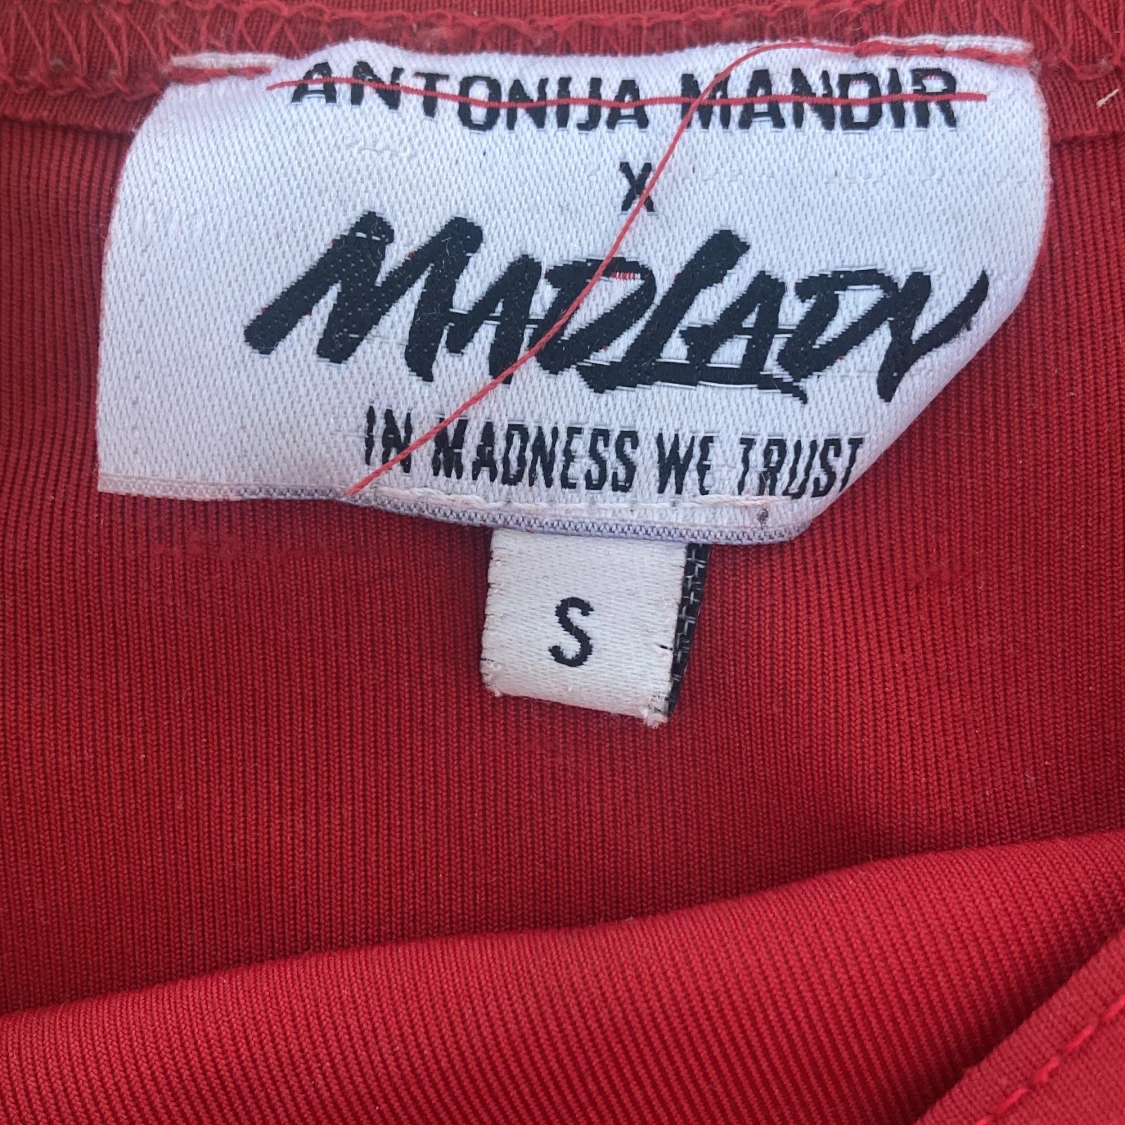 ANTONIJA MANDIR
X
MADLADY
IN MADNESS WE TRUST
S